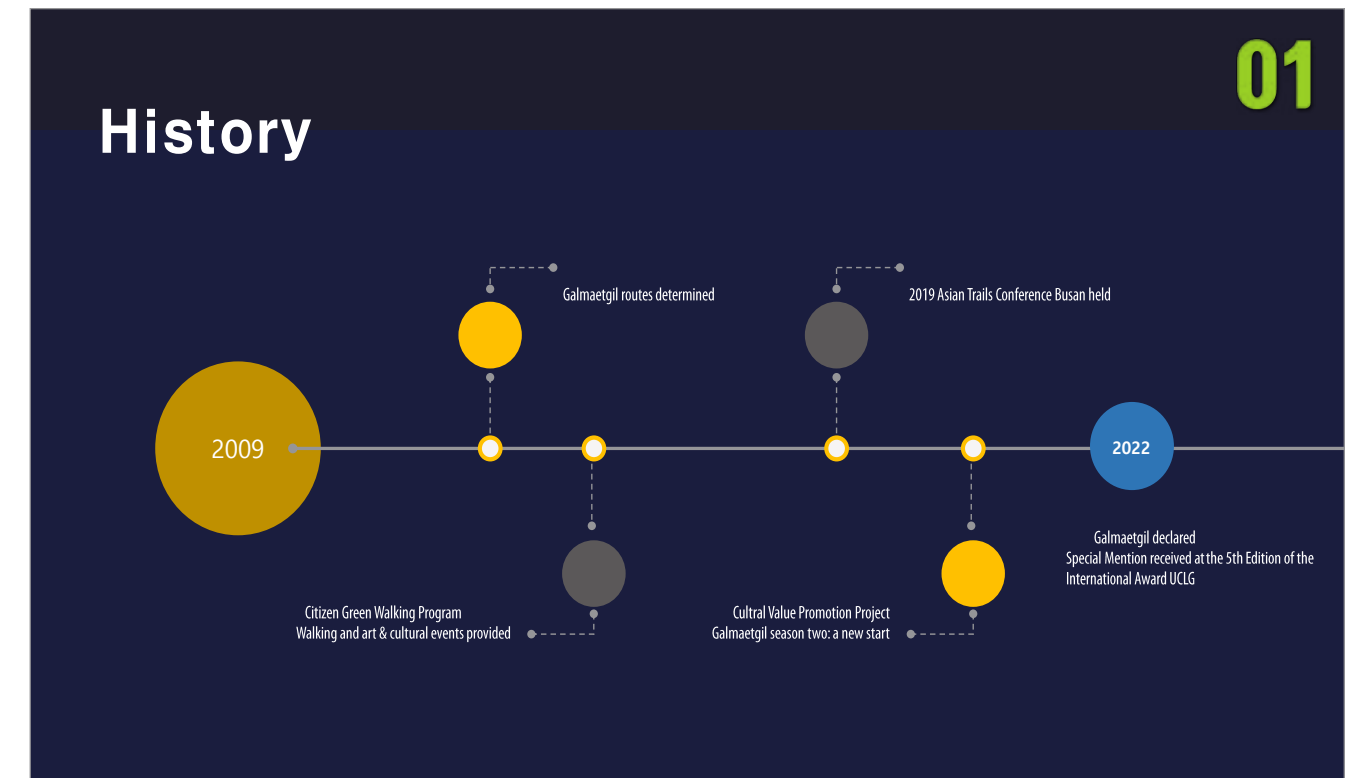 01
History
Galmaetgil routes determined
2019 Asian Trails Conference Busan held
2009
2022
Galmaetgil declared
Special Mention received at the 5th Edition of the
International Award UCLG
Citizen Green Walking Program
Walking and art & cultural events provided
Cultral Value Promotion Project
Galmaetgil season two: a new start